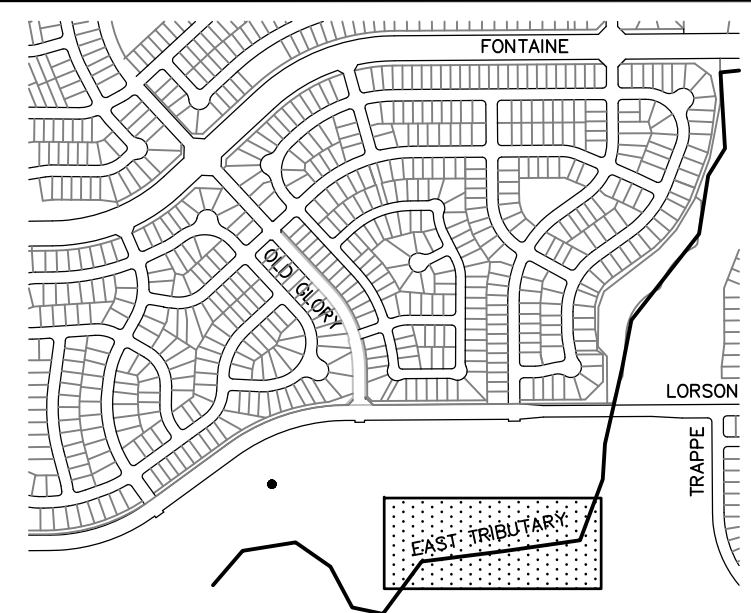 FONTAINE
OLD GLORY
LORSON
TRAPPE
EAST TRIBUTARY